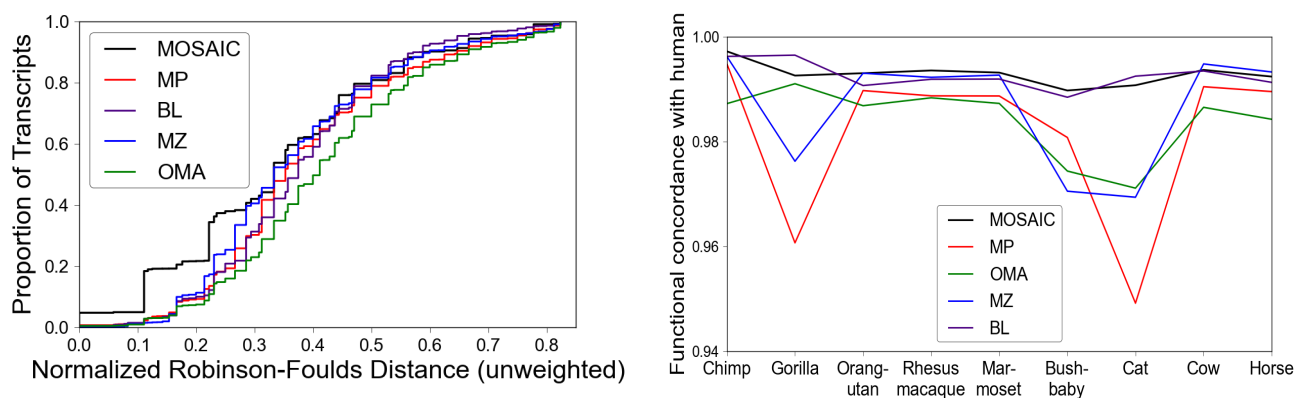 Proportion of Transcripts
1.0
0.8
0.6
0.4
0.2
0.0
MOSAIC
MP
BL
MZ
OMA
0.0 0.1 0.2 0.3 0.4 0.5 0.6 0.7 0.8
Normalized Robinson-Foulds Distance (unweighted)
Functional concordance with human
1.00
0.98
0.96
0.94
MOSAIC
MP
OMA
MZ
BL
Chimp Gorilla Orang- Rhesus Mar- Bush- Cat Cow Horse
utan macaque moset baby